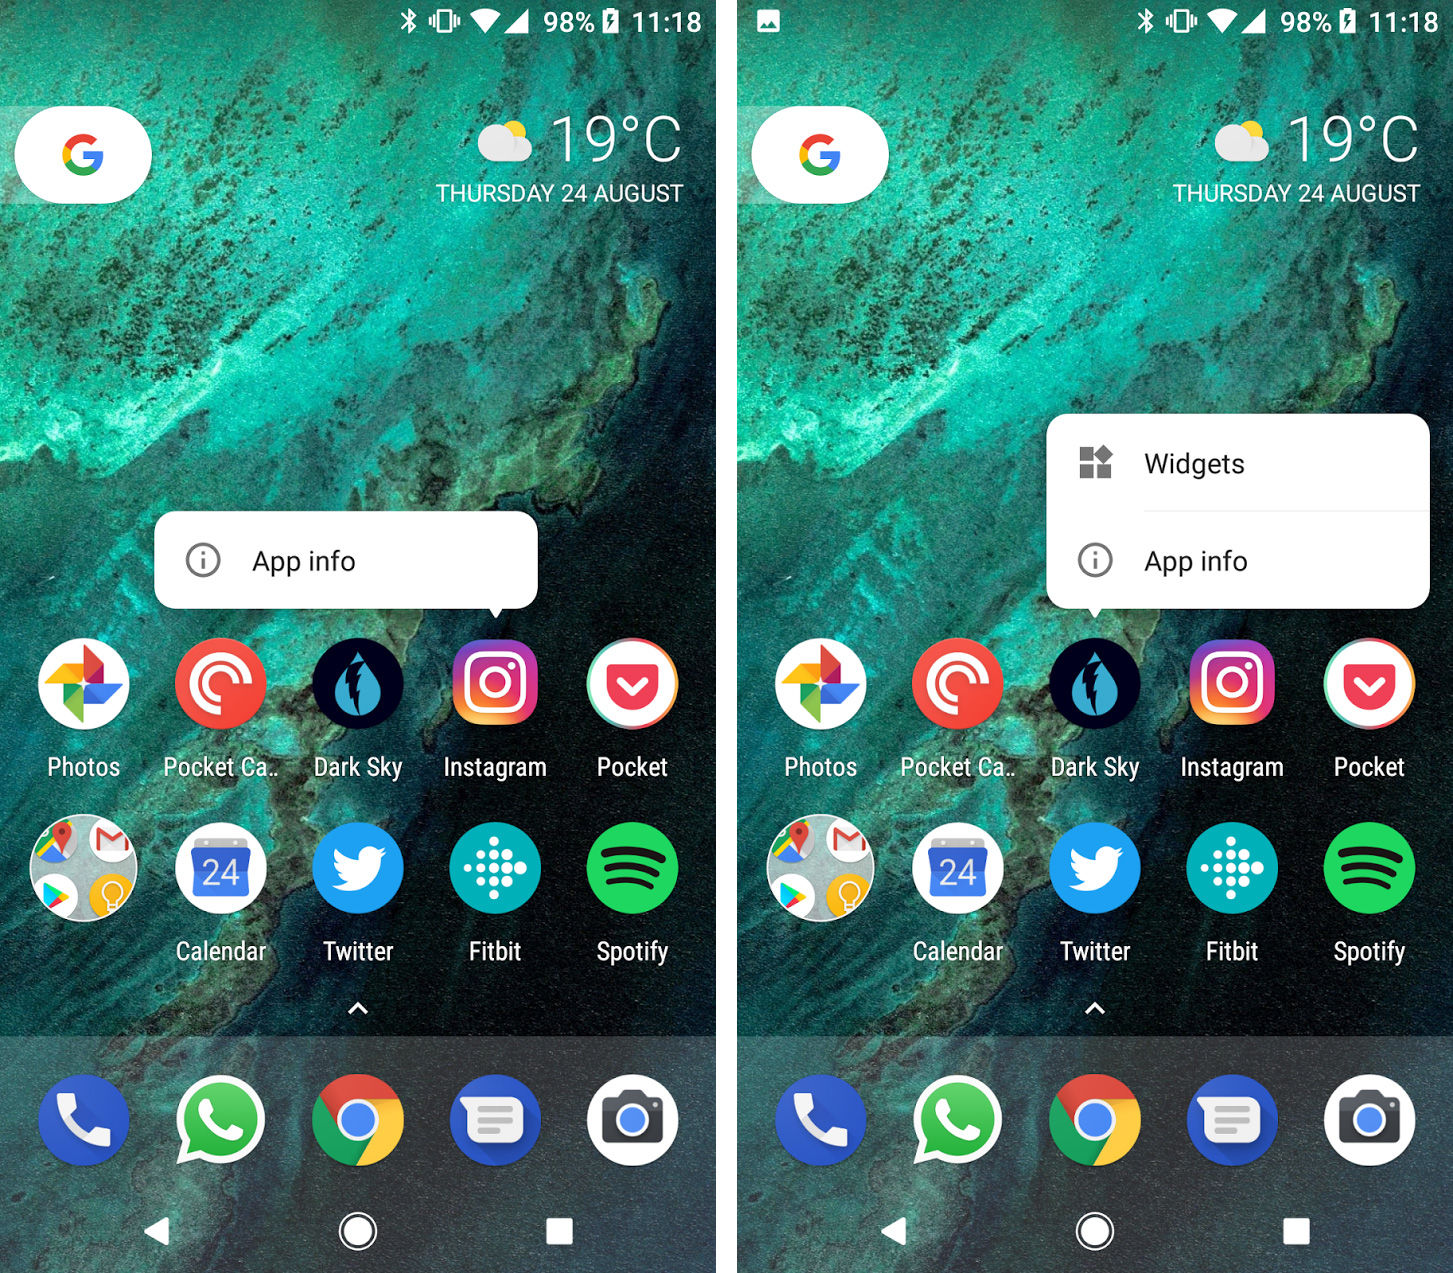 98% 11:18
19°C
THURSDAY 24 AUGUST
App info
Photos Pocket Ca.. Dark Sky Instagram Pocket
24
Calendar Twitter Fitbit Spotify
98% 11:18
19°C
THURSDAY 24 AUGUST
Widgets
App info
Photos Pocket Ca.. Dark Sky Instagram Pocket
24
Calendar Twitter Fitbit Spotify